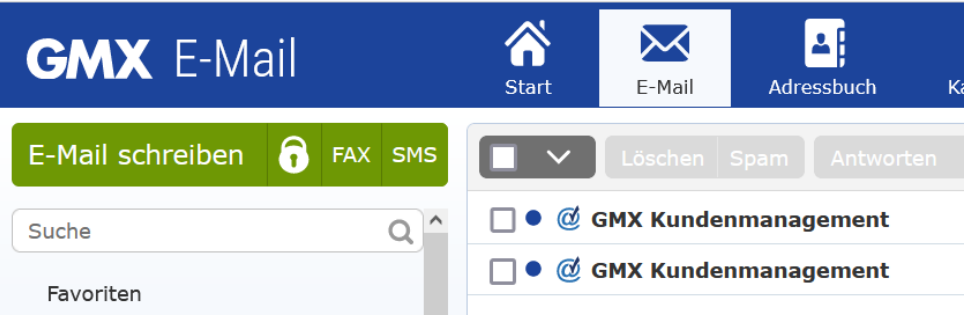 GMX E-Mail
Start
E-Mail
Adressbuch
E-Mail schreiben FAX SMS
Löschen Spam Antworten
Suche
GMX Kundenmanagement
GMX Kundenmanagement
Favoriten